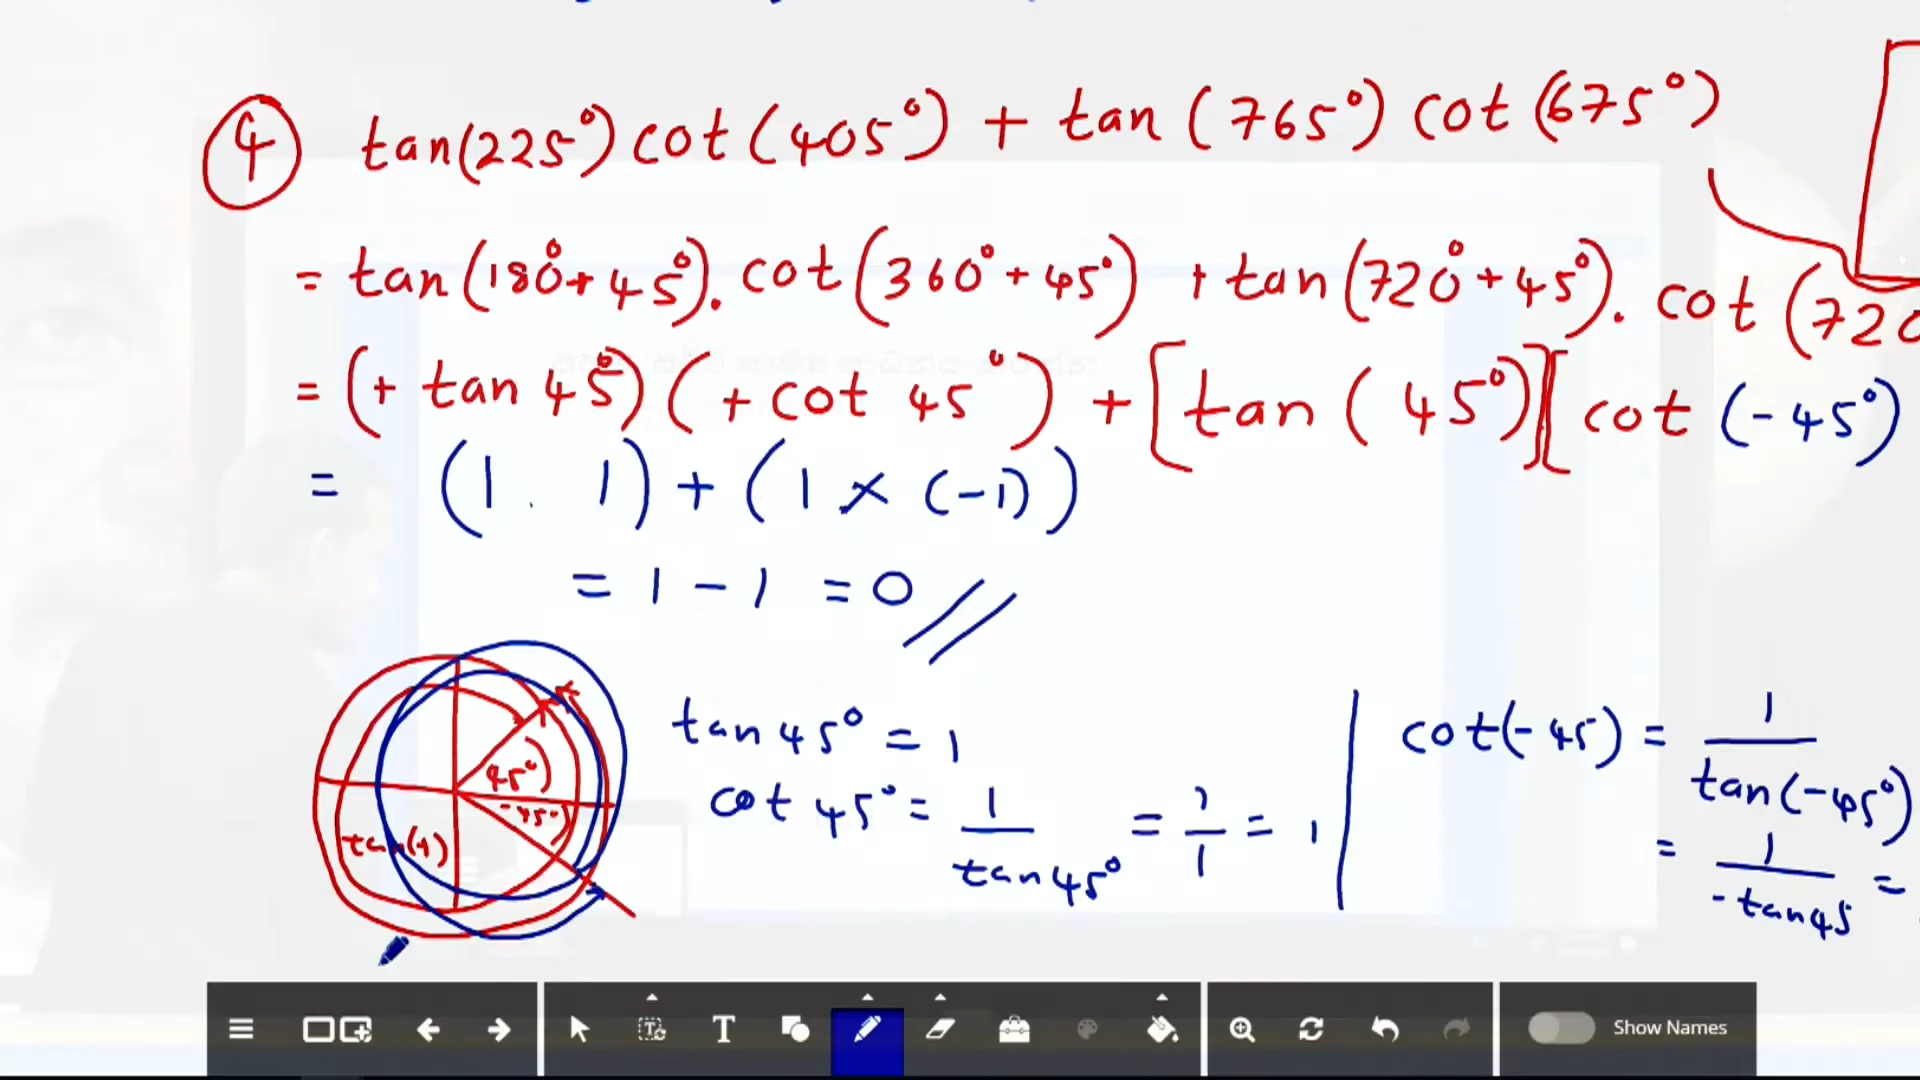 ④ tan(225°) cot(405°) + tan(765°) cot(675°)
= tan(180°+45°). cot(360°+45°) + tan(720°+45°). cot(720
= (+ tan 45°)(+cot 45°) + [tan(45°)][cot(-45°)
= (1 . 1) + (1 × (-1))
= 1 - 1 = 0 //
45°
-45°
tan(+)
tan 45° = 1
cot 45° = 1/tan 45° = 1/1 = 1
cot(-45) = 1/tan(-45°)
= 1/-tan45 =
T
Show Names